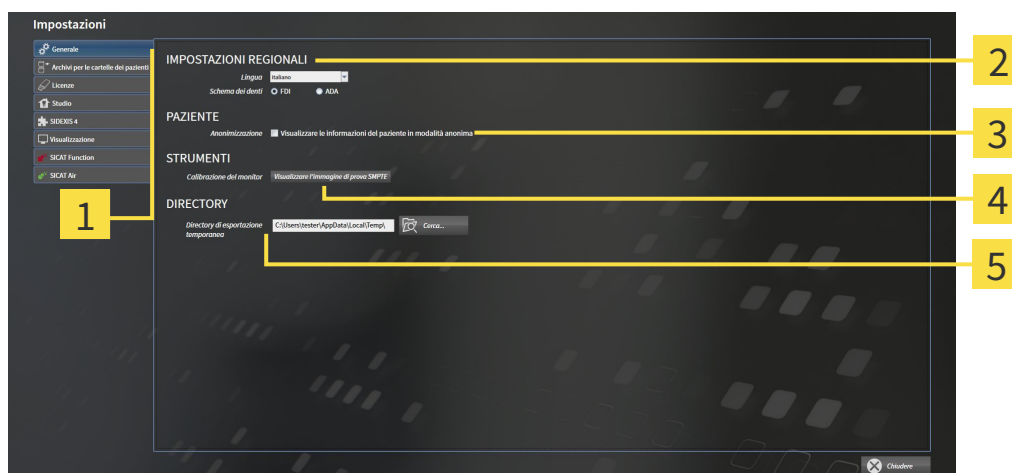 Impostazioni
Generale
Archivi per le cartelle dei pazienti
Licenze
Studio
SIDEXIS 4
Visualizzazione
SICAT Function
SICAT Air
IMPOSTAZIONI REGIONALI
Lingua Italiano
Schema dei denti FDI ADA
PAZIENTE
Anonimizzazione Visualizzare le informazioni del paziente in modalità anonima
STRUMENTI
Calibrazione del monitor Visualizzare l'immagine di prova SMPTE
DIRECTORY
Directory di esportazione temporanea C:\Users\tester\AppData\Local\Temp\ Cerca...
Chiudere
1
2
3
4
5